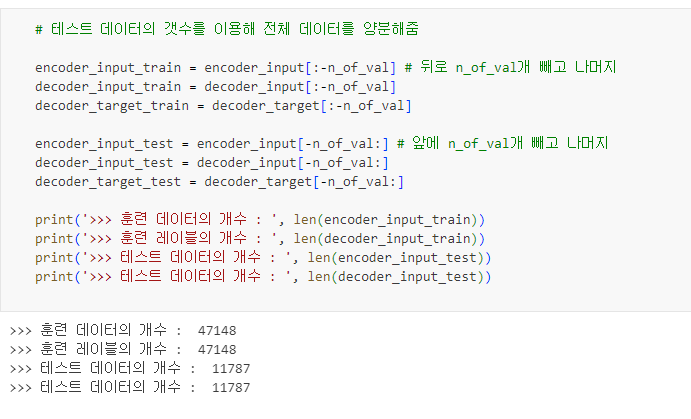 # 테스트 데이터의 갯수를 이용해 전체 데이터를 양분해줌
encoder_input_train = encoder_input[:-n_of_val] # 뒤로 n_of_val개 빼고 나머지
decoder_input_train = decoder_input[:-n_of_val]
decoder_target_train = decoder_target[:-n_of_val]
encoder_input_test = encoder_input[-n_of_val:] # 앞에 n_of_val개 빼고 나머지
decoder_input_test = decoder_input[-n_of_val:]
decoder_target_test = decoder_target[-n_of_val:]
print('>>> 훈련 데이터의 개수 : ', len(encoder_input_train))
print('>>> 훈련 레이블의 개수 : ', len(decoder_input_train))
print('>>> 테스트 데이터의 개수 : ', len(encoder_input_test))
print('>>> 테스트 데이터의 개수 : ', len(decoder_input_test))
>>> 훈련 데이터의 개수 :  47148
>>> 훈련 레이블의 개수 :  47148
>>> 테스트 데이터의 개수 :  11787
>>> 테스트 데이터의 개수 :  11787